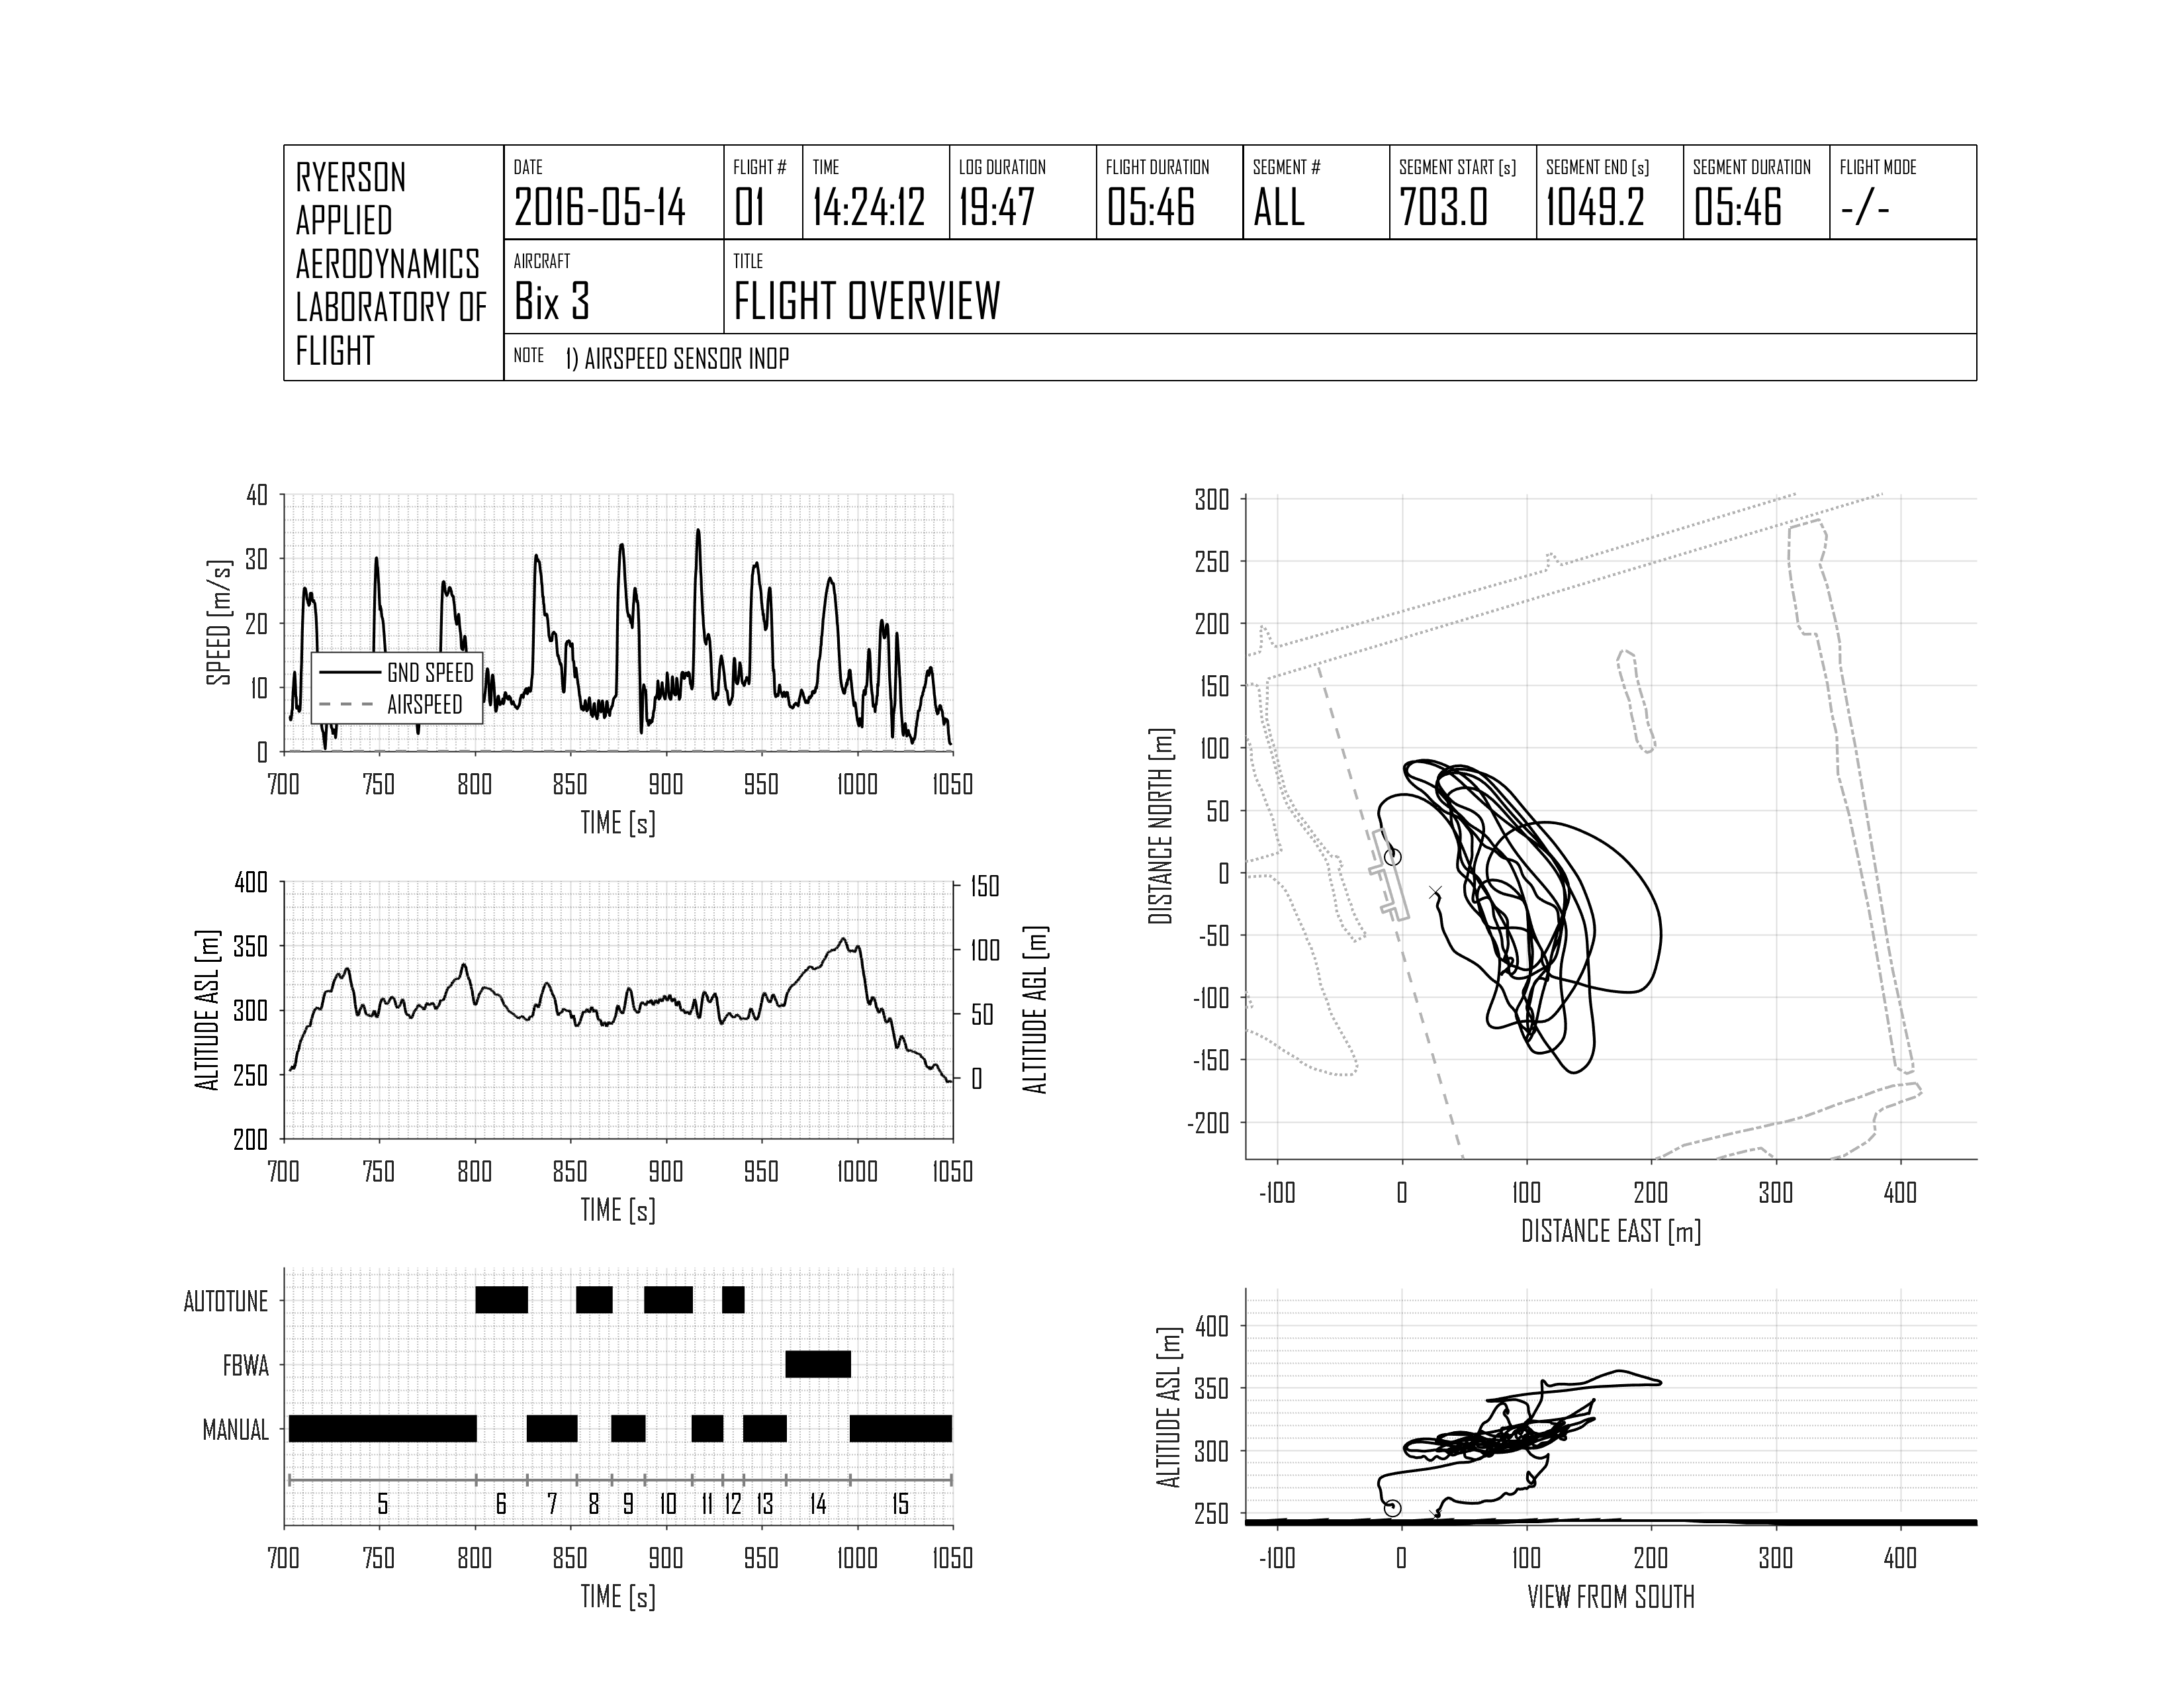 RYERSON
APPLIED
AERODYNAMICS
LABORATORY OF
FLIGHT
DATE
2016-05-14
FLIGHT #
01
TIME
14:24:12
LOG DURATION
19:47
FLIGHT DURATION
05:46
SEGMENT #
ALL
SEGMENT START [s]
703.0
SEGMENT END [s]
1049.2
SEGMENT DURATION
05:46
FLIGHT MODE
-/-
AIRCRAFT
Bix 3
TITLE
FLIGHT OVERVIEW
NOTE 1) AIRSPEED SENSOR INOP
SPEED [m/s]
40
30
20
10
0
GND SPEED
AIRSPEED
700 750 800 850 900 950 1000 1050
TIME [s]
ALTITUDE ASL [m]
400
350
300
250
200
150
100
50
0
ALTITUDE AGL [m]
700 750 800 850 900 950 1000 1050
TIME [s]
AUTOTUNE
FBWA
MANUAL
5 6 7 8 9 10 11 12 13 14 15
700 750 800 850 900 950 1000 1050
TIME [s]
DISTANCE NORTH [m]
300
250
200
150
100
50
0
-50
-100
-150
-200
-100 0 100 200 300 400
DISTANCE EAST [m]
ALTITUDE ASL [m]
400
350
300
250
-100 0 100 200 300 400
VIEW FROM SOUTH